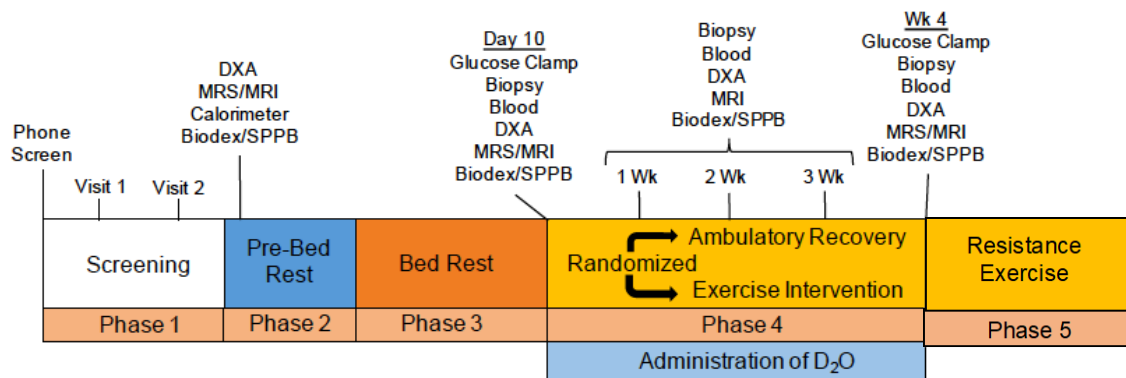 Phone
Screen
Visit 1
Visit 2
DXA
MRS/MRI
Calorimeter
Biodex/SPPB
Day 10
Glucose Clamp
Biopsy
Blood
DXA
MRS/MRI
Biodex/SPPB
Biopsy
Blood
DXA
MRI
Biodex/SPPB
1 Wk
2 Wk
3 Wk
Wk 4
Glucose Clamp
Biopsy
Blood
DXA
MRS/MRI
Biodex/SPPB
Screening
Pre-Bed
Rest
Bed Rest
Randomized
Ambulatory Recovery
Exercise Intervention
Resistance
Exercise
Phase 1
Phase 2
Phase 3
Phase 4
Phase 5
Administration of D₂O